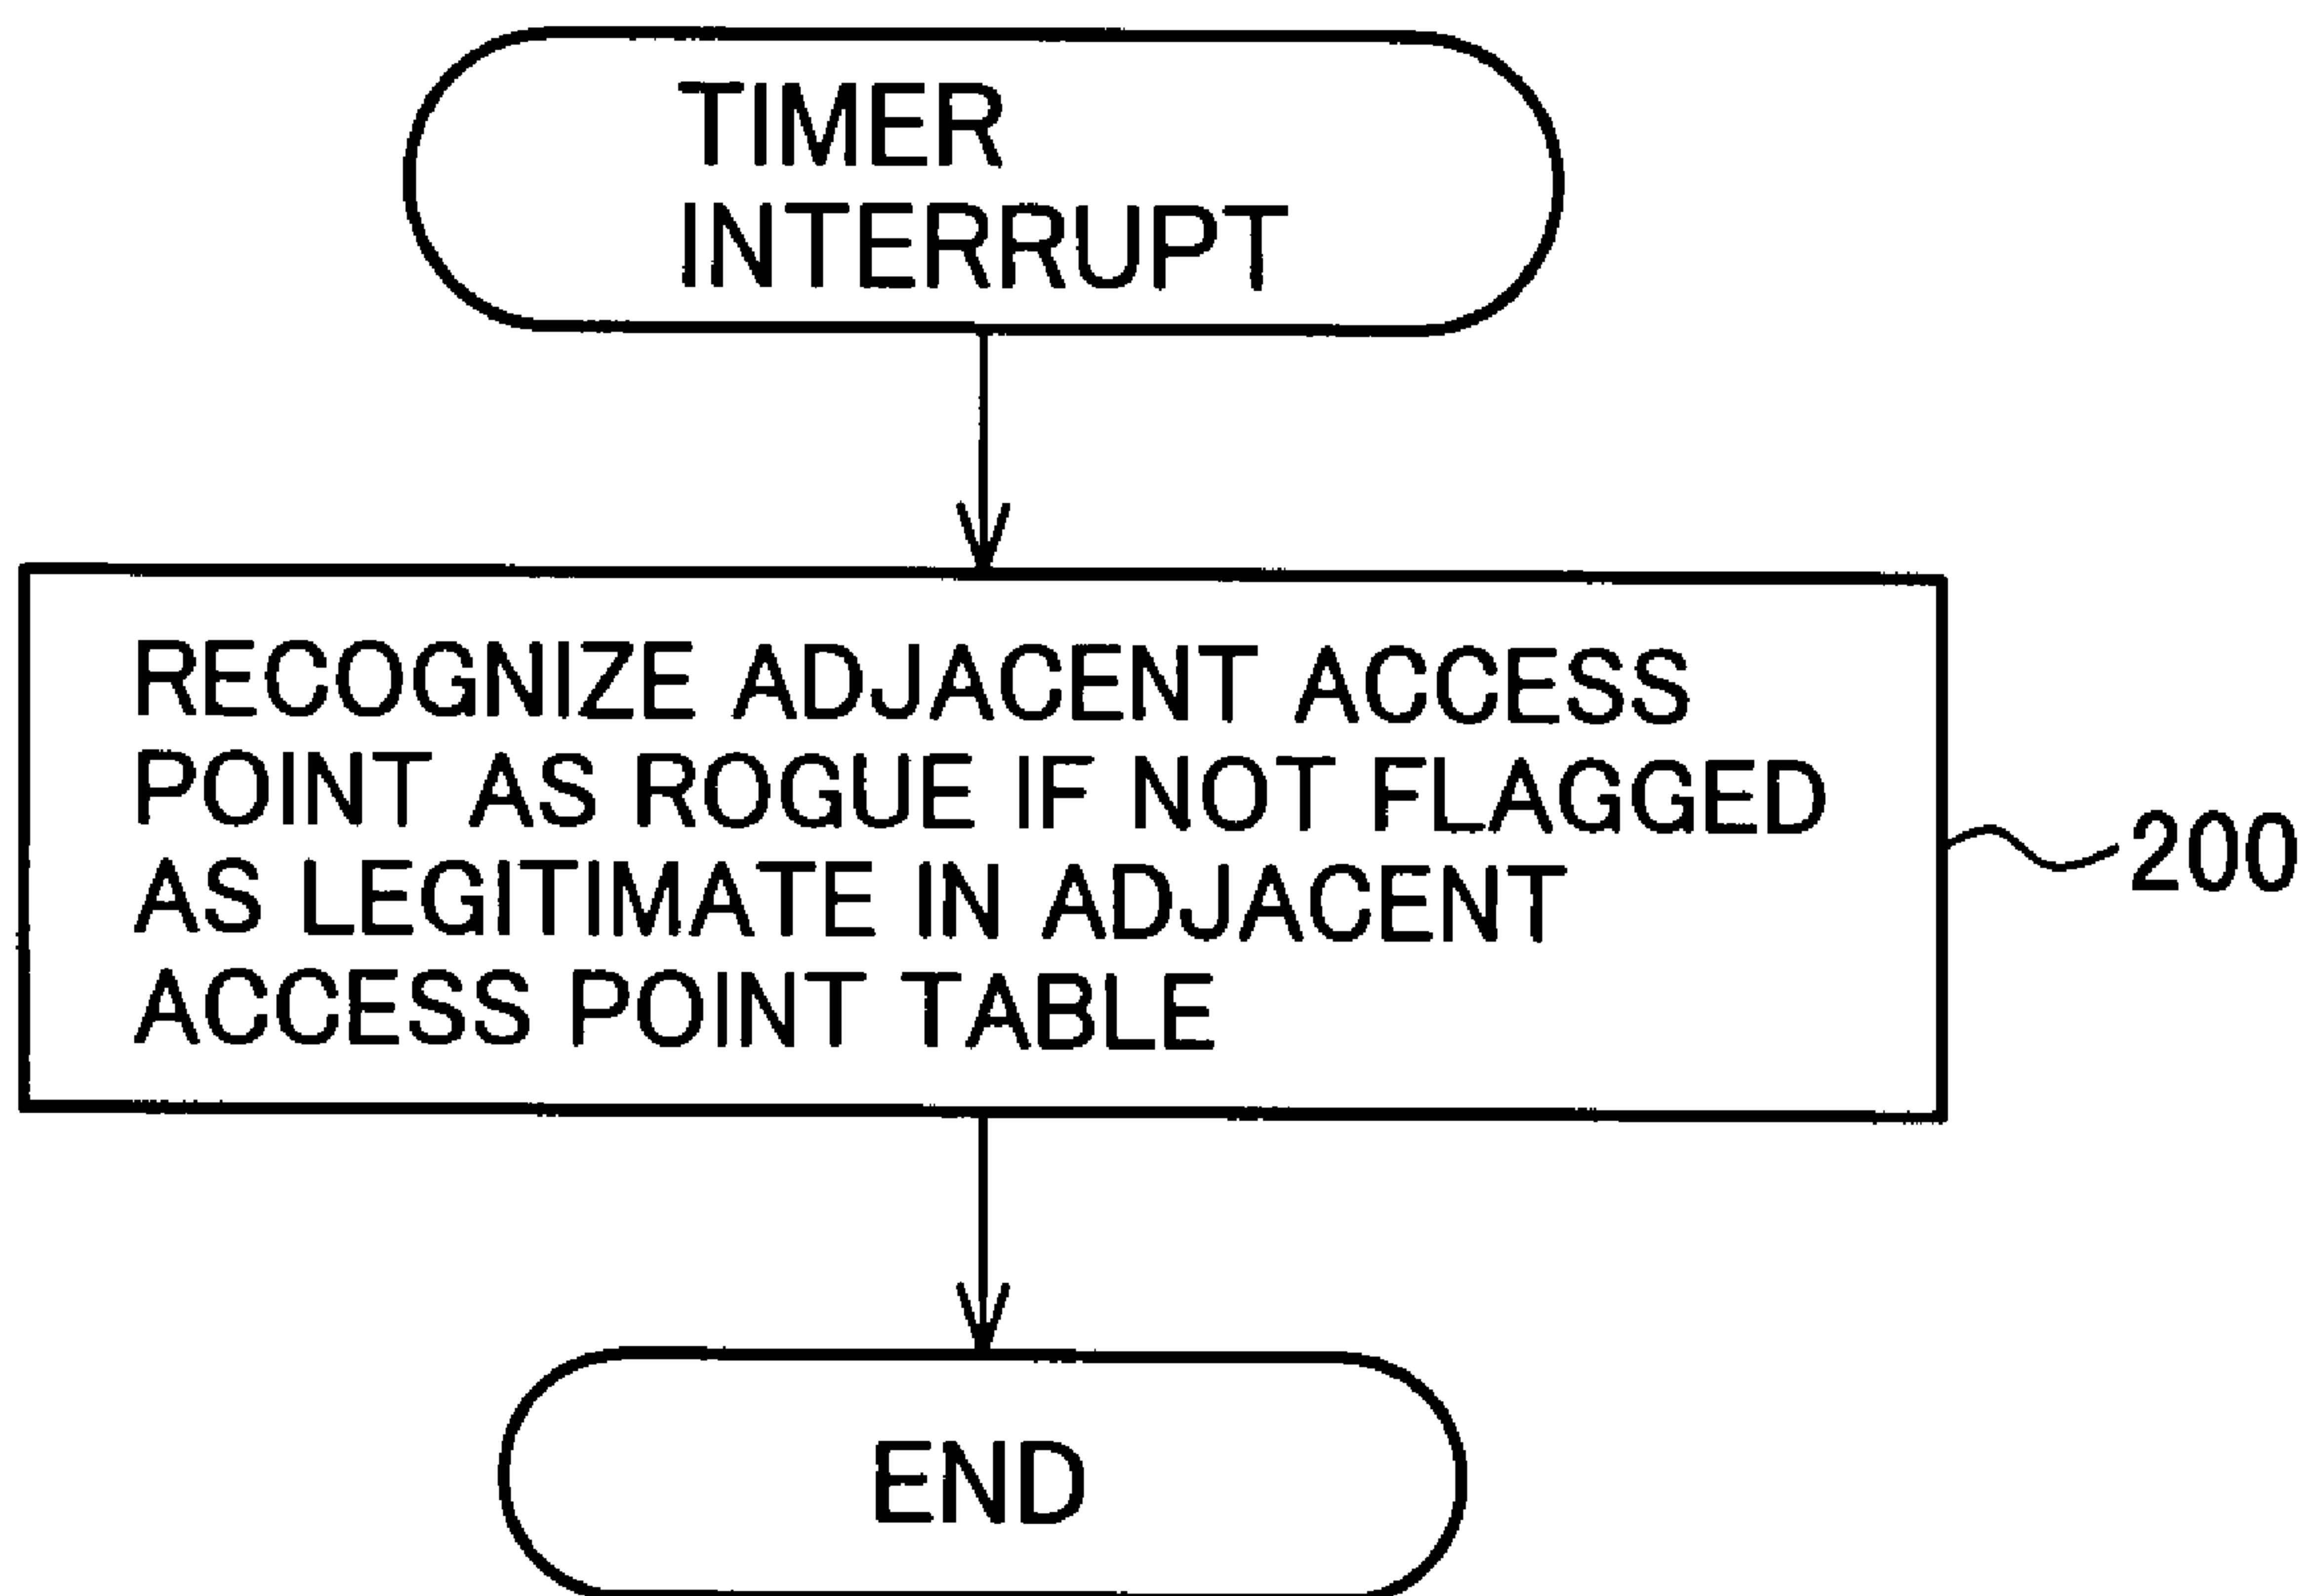 TIMER
INTERRUPT
RECOGNIZE ADJACENT ACCESS
POINT AS ROGUE IF NOT FLAGGED
AS LEGITIMATE IN ADJACENT
ACCESS POINT TABLE
200
END